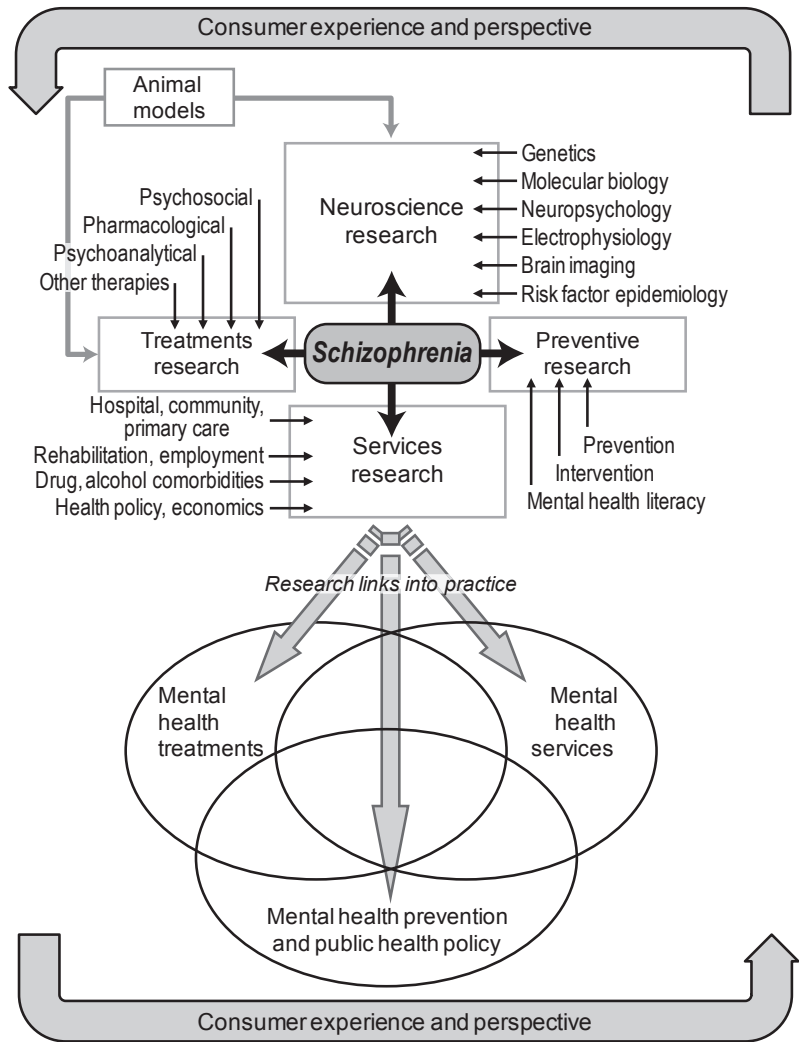 Consumer experience and perspective
Animal
models
Genetics
Molecular biology
Neuropsychology
Electrophysiology
Brain imaging
Risk factor epidemiology
Neuroscience
research
Psychosocial
Pharmacological
Psychoanalytical
Other therapies
Treatments
research
Schizophrenia
Preventive
research
Hospital, community,
primary care
Rehabilitation, employment
Drug, alcohol comorbidities
Health policy, economics
Services
research
Prevention
Intervention
Mental health literacy
Research links into practice
Mental
health
treatments
Mental
health
services
Mental health prevention
and public health policy
Consumer experience and perspective